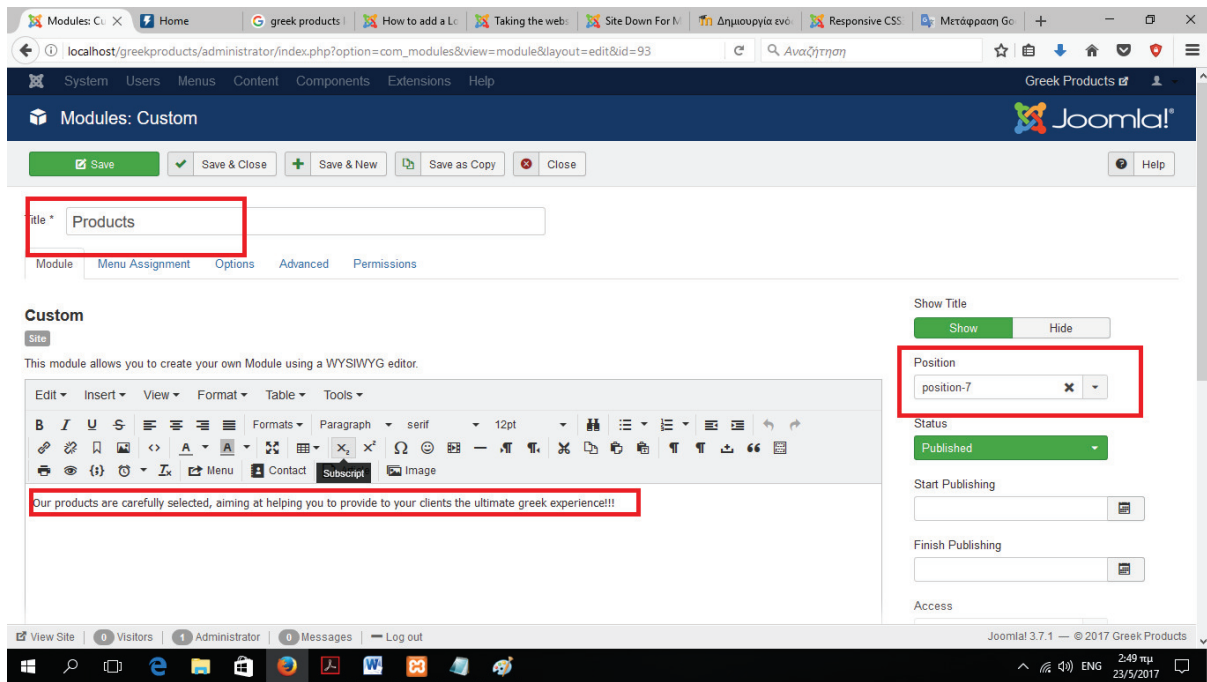 Modules: Cu
Home
greek products
How to add a Lo
Taking the webs
Site Down For M
Δημιουργία ενό
Responsive CSS
Μετάφραση Go
localhost/greekproducts/administrator/index.php?option=com_modules&view=module&layout=edit&id=93
Αναζήτηση
System Users Menus Content Components Extensions Help
Greek Products
Modules: Custom
Joomla!®
Save
Save & Close
Save & New
Save as Copy
Close
Help
Title * Products
Module Menu Assignment Options Advanced Permissions
Custom
Site
This module allows you to create your own Module using a WYSIWYG editor.
Edit Insert View Format Table Tools
Formats Paragraph serif 12pt
Menu Contact Image
Subscript
Our products are carefully selected, aiming at helping you to provide to your clients the ultimate greek experience!!!
Show Title
Show Hide
Position
position-7
Status
Published
Start Publishing
Finish Publishing
Access
View Site 0 Visitors 1 Administrator 0 Messages Log out
Joomla! 3.7.1 — © 2017 Greek Products
ENG
2:49 πμ
23/5/2017